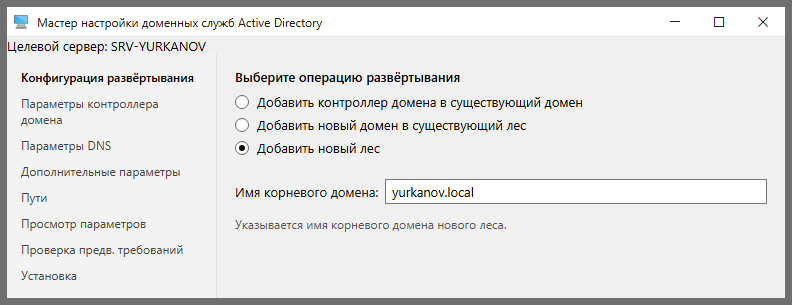 Мастер настройки доменных служб Active Directory
Целевой сервер: SRV-YURKANOV
Конфигурация развёртывания
Параметры контроллера
домена
Параметры DNS
Дополнительные параметры
Пути
Просмотр параметров
Проверка предв. требований
Установка
Выберите операцию развёртывания
Добавить контроллер домена в существующий домен
Добавить новый домен в существующий лес
Добавить новый лес
Имя корневого домена: yurkanov.local
Указывается имя корневого домена нового леса.